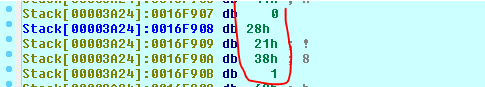 Stack[00003A24]:0016F907 db 0
Stack[00003A24]:0016F908 db 28h
Stack[00003A24]:0016F909 db 21h ; !
Stack[00003A24]:0016F90A db 38h ; 8
Stack[00003A24]:0016F90B db 1